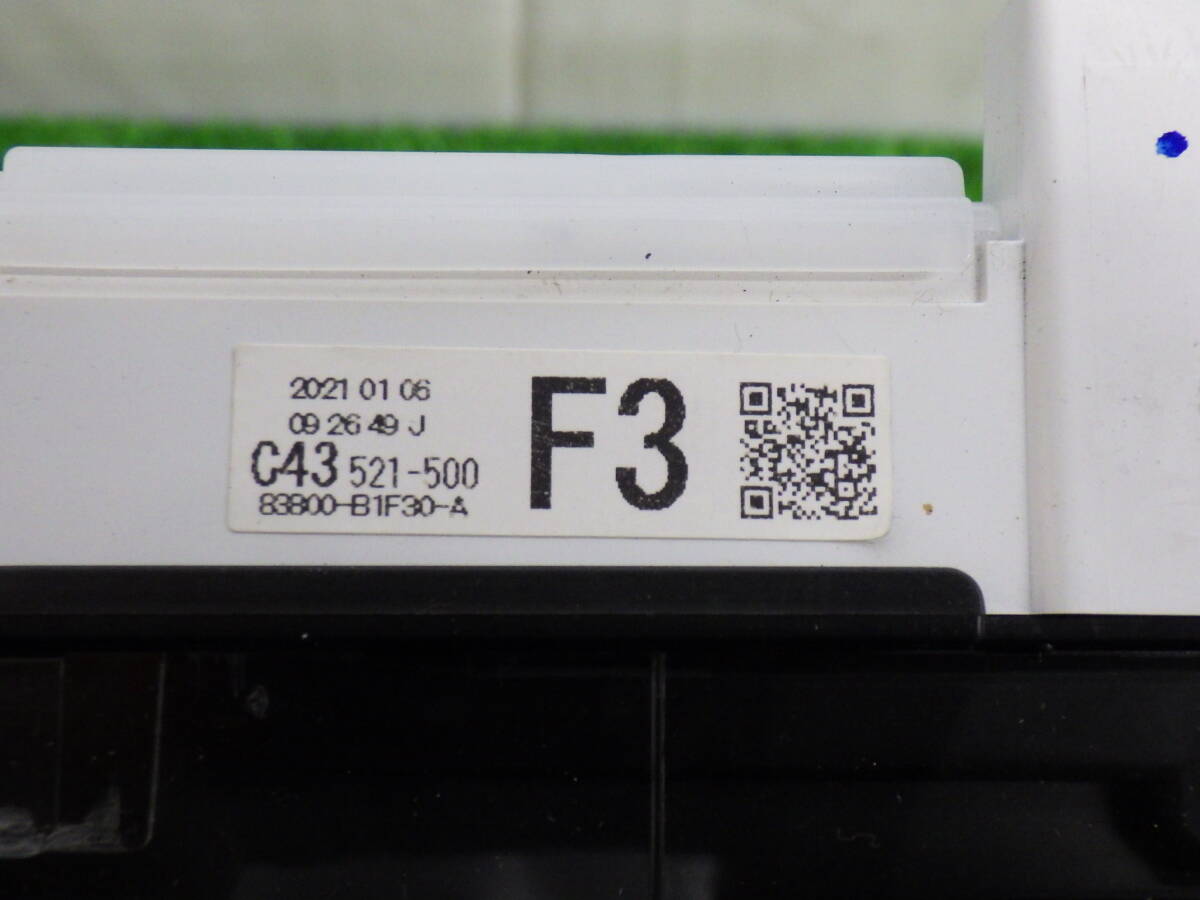 2021 01 06
09 26 49 J
C43 521-500
83800-B1F30-A
F3